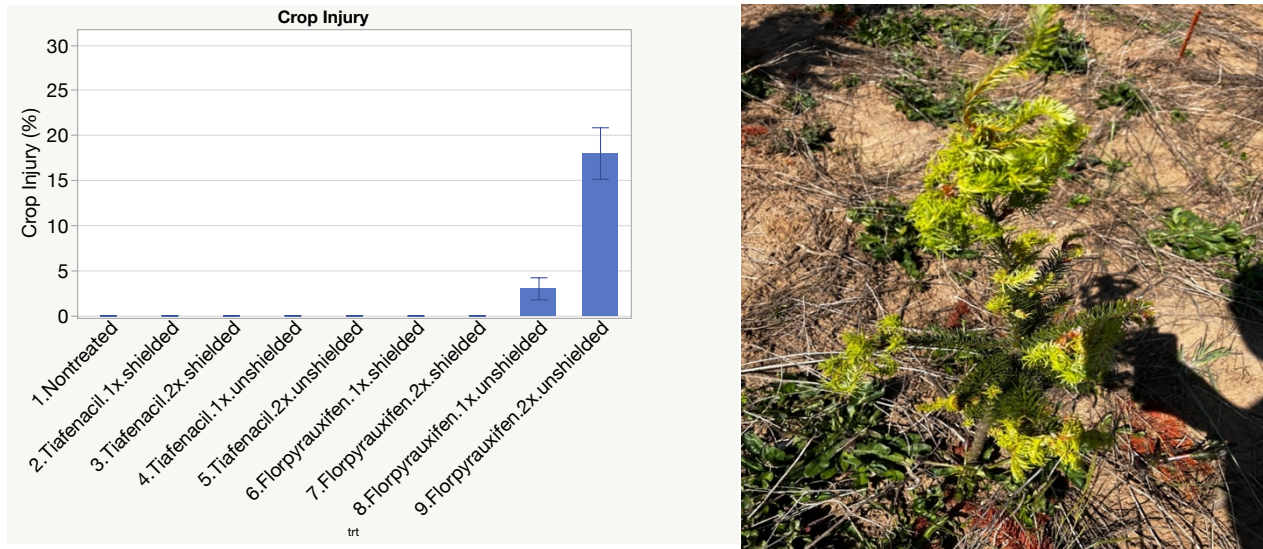 Crop Injury
Crop Injury (%)
30
25
20
15
10
5
0
1.Nontreated
2.Tiafenacil.1x.shielded
3.Tiafenacil.2x.shielded
4.Tiafenacil.1x.unshielded
5.Tiafenacil.2x.unshielded
6.Florpyrauxifen.1x.shielded
7.Florpyrauxifen.2x.shielded
8.Florpyrauxifen.1x.unshielded
9.Florpyrauxifen.2x.unshielded
trt